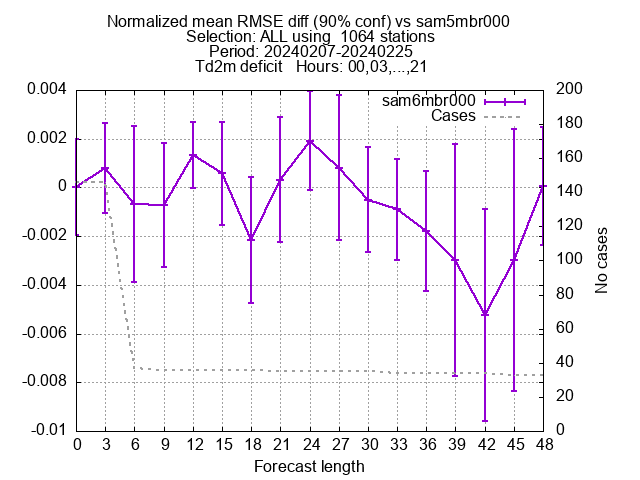 Normalized mean RMSE diff (90% conf) vs sam5mbr000
Selection: ALL using  1064 stations
Period: 20240207-20240225
Td2m deficit   Hours: 00,03,...,21
sam6mbr000
Cases
0.004
0.002
0
-0.002
-0.004
-0.006
-0.008
-0.01
200
180
160
140
120
100
80
60
40
20
0
No cases
0 3 6 9 12 15 18 21 24 27 30 33 36 39 42 45 48
Forecast length